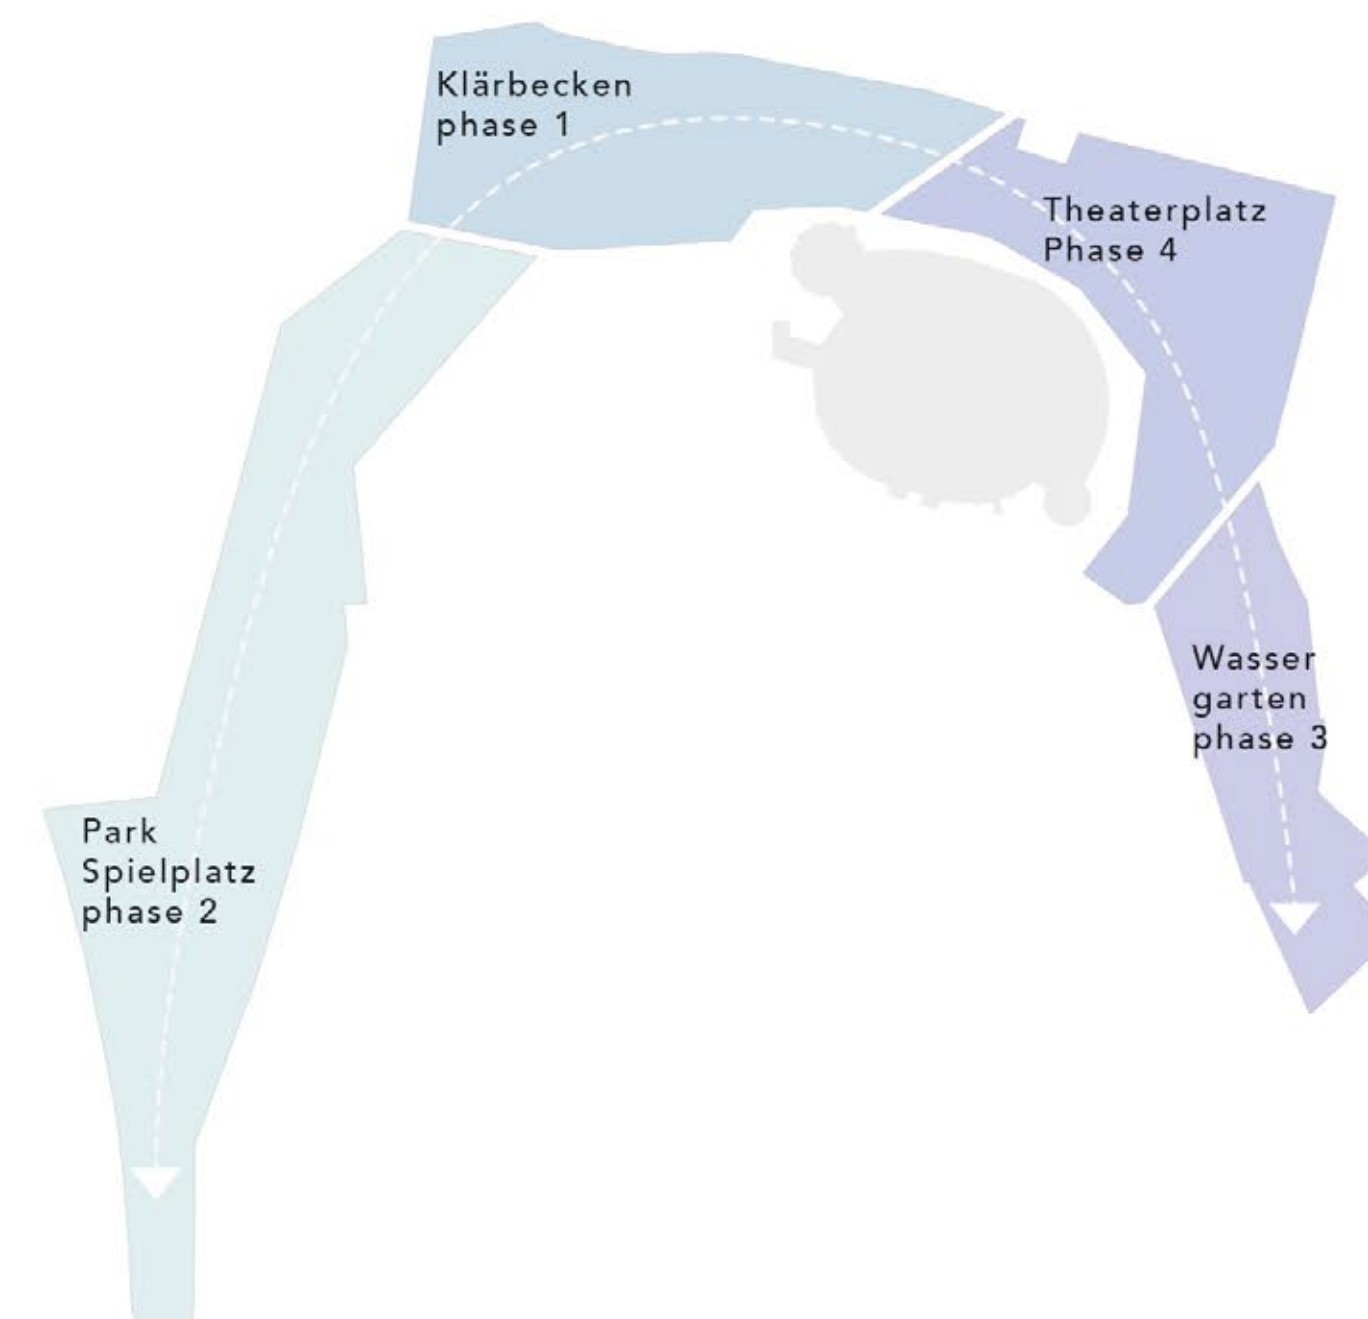 Klärbecken
phase 1
Theaterplatz
Phase 4
Wasser
garten
phase 3
Park
Spielplatz
phase 2